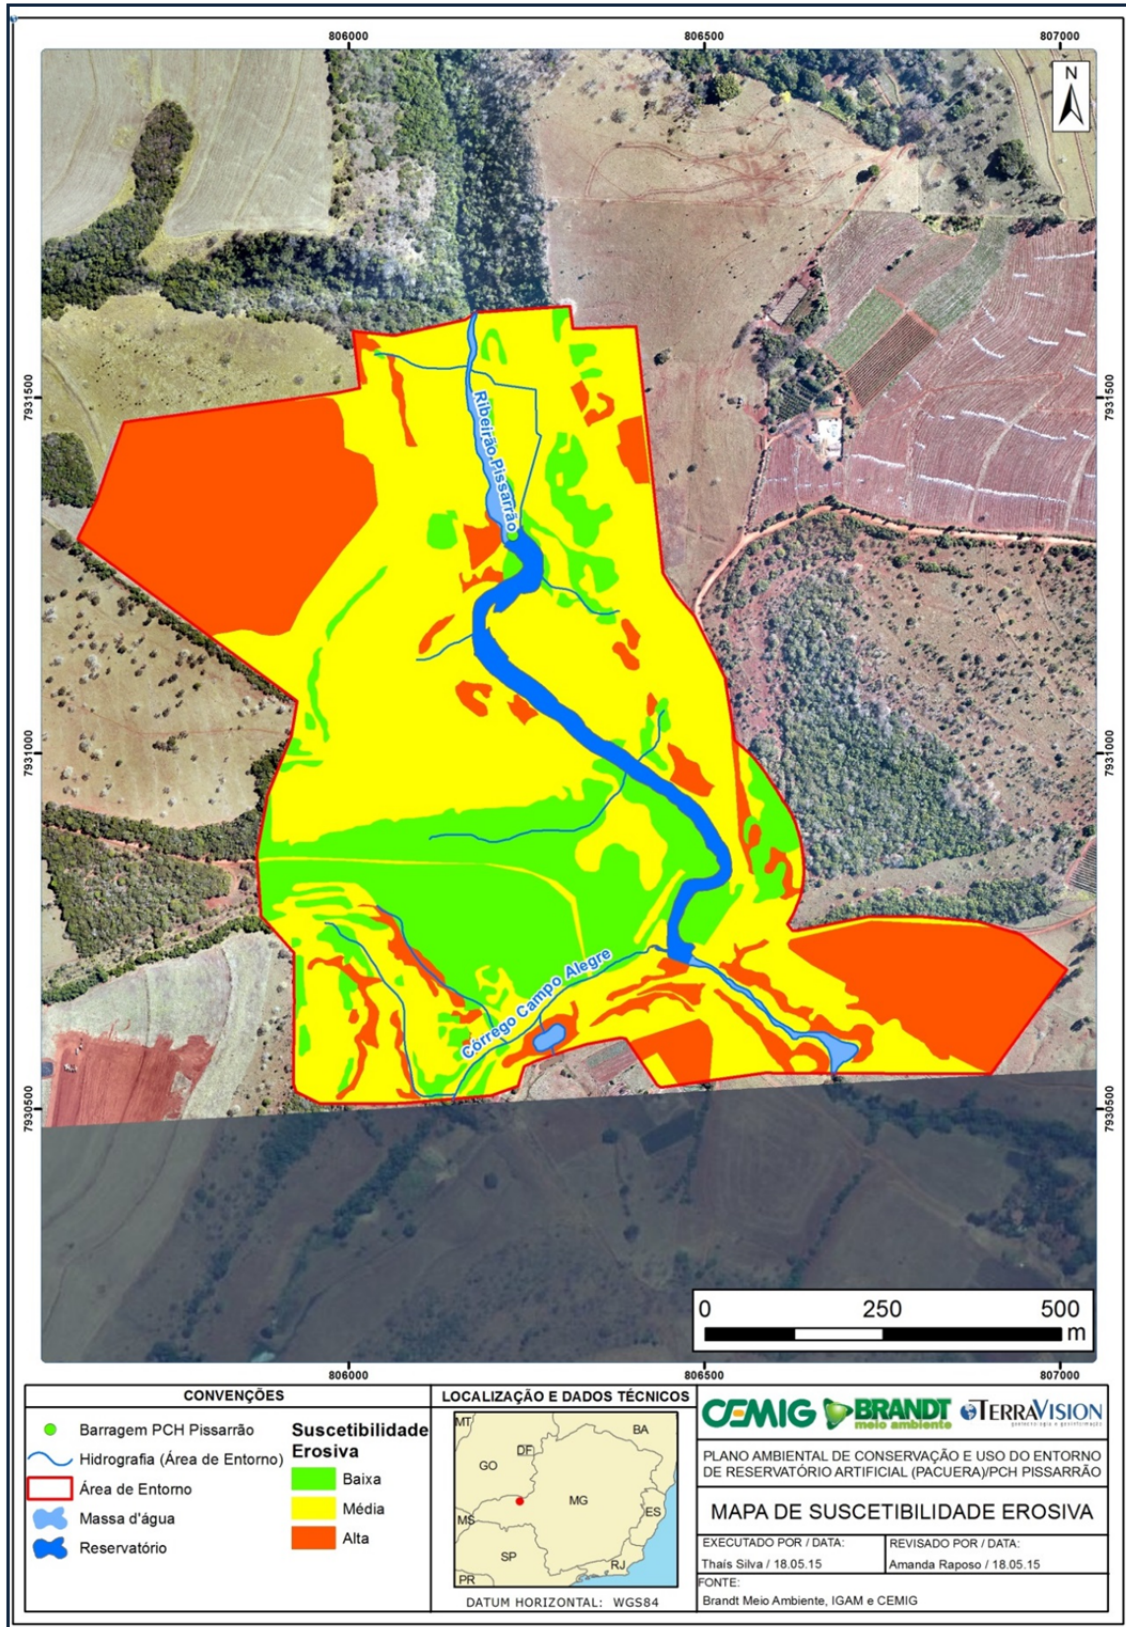 806000
806500
807000
N
7931500
7931500
Ribeirão Pissarrão
7931000
7931000
Córrego Campo Alegre
7930500
7930500
0 250 500
m
806000
806500
807000
CONVENÇÕES
Barragem PCH Pissarrão
Hidrografia (Área de Entorno)
Área de Entorno
Massa d'água
Reservatório
Suscetibilidade
Erosiva
Baixa
Média
Alta
LOCALIZAÇÃO E DADOS TÉCNICOS
MT
BA
DF
GO
MG
ES
MS
SP
RJ
PR
DATUM HORIZONTAL: WGS84
CEMIG
BRANDT
meio ambiente
TERRAVISION
PLANO AMBIENTAL DE CONSERVAÇÃO E USO DO ENTORNO
DE RESERVATÓRIO ARTIFICIAL (PACUERA)/PCH PISSARRÃO
MAPA DE SUSCETIBILIDADE EROSIVA
EXECUTADO POR / DATA:
Thaís Silva / 18.05.15
REVISADO POR / DATA:
Amanda Raposo / 18.05.15
FONTE:
Brandt Meio Ambiente, IGAM e CEMIG